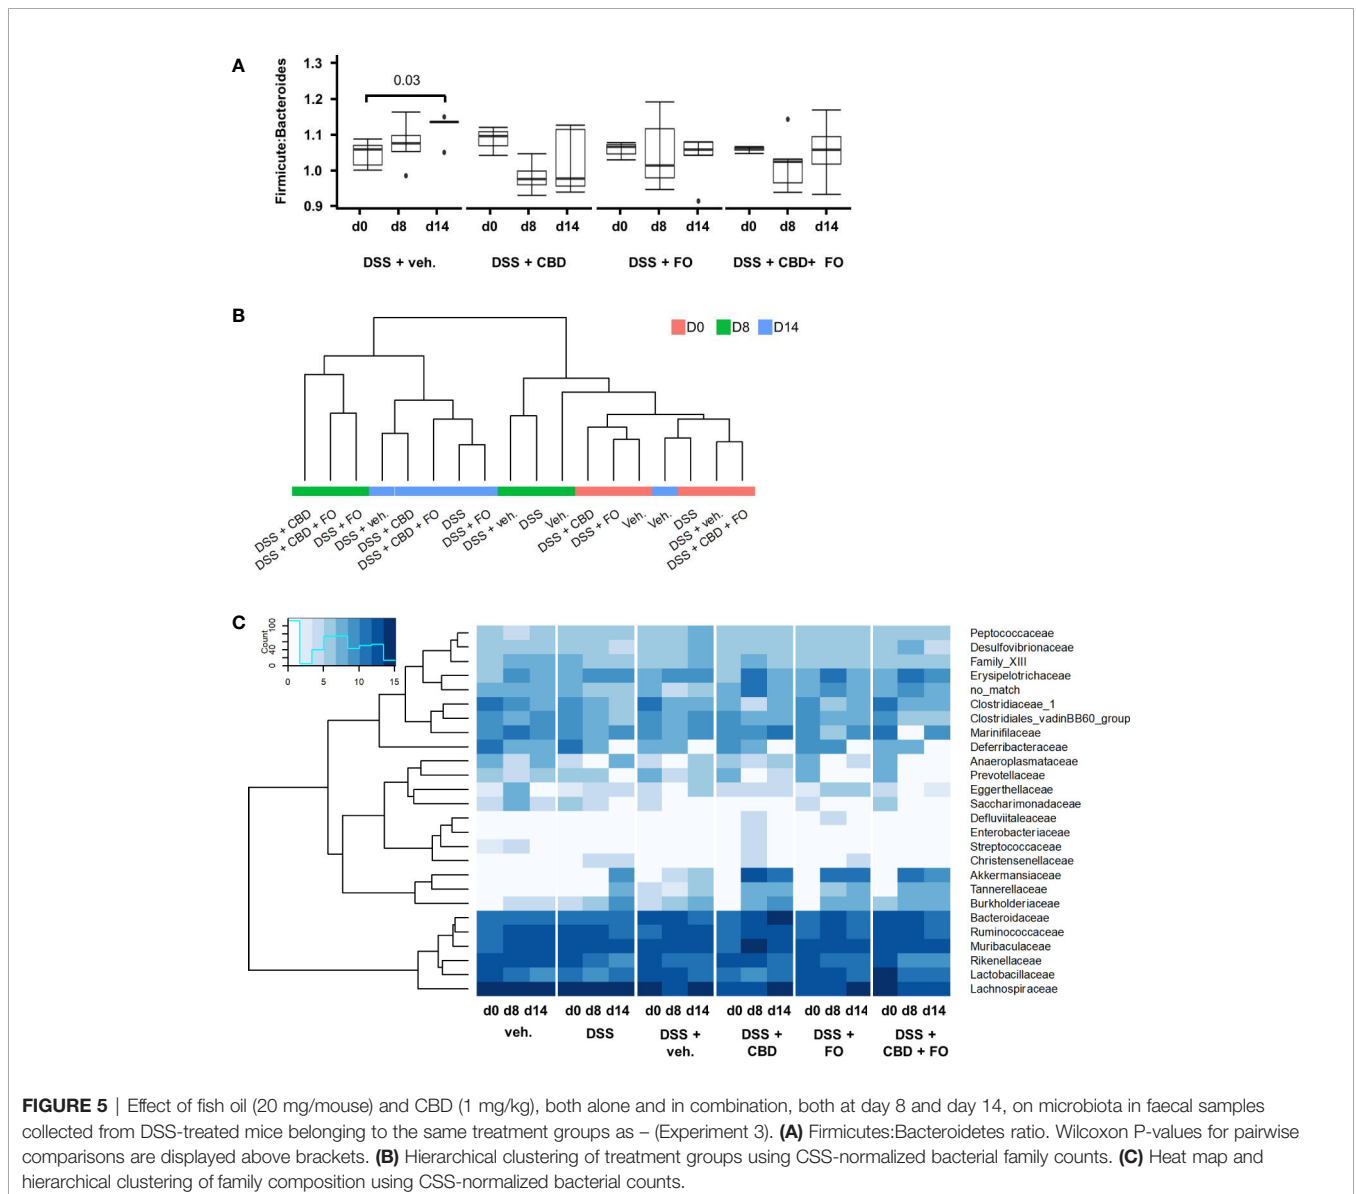 A
Firmicute:Bacteroides
1.3
1.2
1.1
1.0
0.9
0.03
d0 d8 d14 d0 d8 d14 d0 d8 d14 d0 d8 d14
DSS + veh. DSS + CBD DSS + FO DSS + CBD+ FO
B
D0 D8 D14
DSS + CBD
DSS + CBD + FO
DSS + FO
DSS + veh.
DSS + CBD
DSS + CBD + FO
DSS
DSS + FO
DSS + veh.
DSS
Veh.
DSS + CBD
DSS + FO
Veh.
Veh.
DSS
DSS + veh.
DSS + CBD + FO
C
Count
0 40 100
0 5 10 15
Peptococcaceae
Desulfovibrionaceae
Family_XIII
Erysipelotrichaceae
no_match
Clostridiaceae_1
Clostridiales_vadinBB60_group
Marinifilaceae
Deferribacteraceae
Anaeroplasmataceae
Prevotellaceae
Eggerthellaceae
Saccharimonadaceae
Defluviitaleaceae
Enterobacteriaceae
Streptococcaceae
Christensenellaceae
Akkermansiaceae
Tannerellaceae
Burkholderiaceae
Bacteroidaceae
Ruminococcaceae
Muribaculaceae
Rikenellaceae
Lactobacillaceae
Lachnospiraceae
d0 d8 d14 d0 d8 d14 d0 d8 d14 d0 d8 d14 d0 d8 d14 d0 d8 d14
veh. DSS DSS + DSS + DSS + DSS +
veh. CBD FO CBD + FO
FIGURE 5 | Effect of fish oil (20 mg/mouse) and CBD (1 mg/kg), both alone and in combination, both at day 8 and day 14, on microbiota in faecal samples
collected from DSS-treated mice belonging to the same treatment groups as – (Experiment 3). (A) Firmicutes:Bacteroidetes ratio. Wilcoxon P-values for pairwise
comparisons are displayed above brackets. (B) Hierarchical clustering of treatment groups using CSS-normalized bacterial family counts. (C) Heat map and
hierarchical clustering of family composition using CSS-normalized bacterial counts.